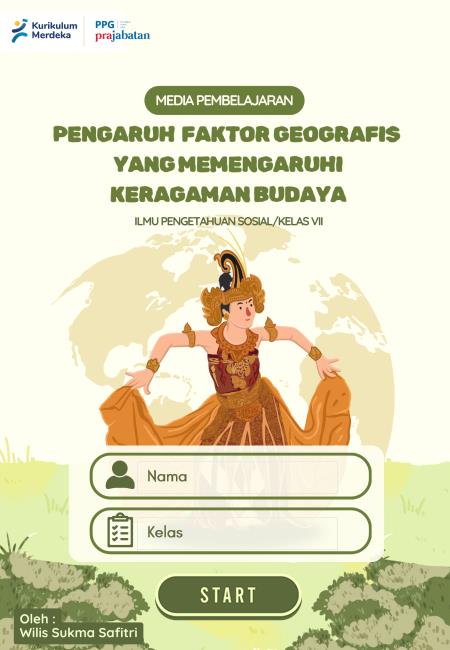 Kurikulum
Merdeka
PPG
prajabatan
MEDIA PEMBELAJARAN
PENGARUH FAKTOR GEOGRAFIS
YANG MEMENGARUHI
KERAGAMAN BUDAYA
ILMU PENGETAHUAN SOSIAL/KELAS VII
Nama
Kelas
START
Oleh :
Wilis Sukma Safitri